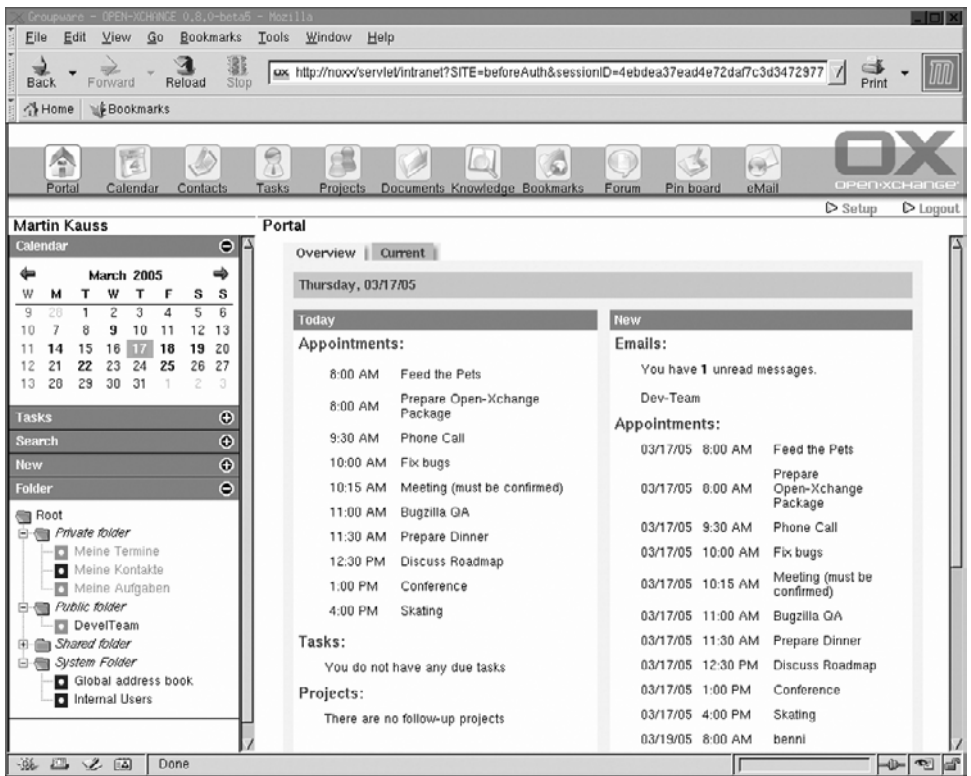 Groupware - OPEN-XCHANGE 0.8.0-beta5 - Mozilla
File Edit View Go Bookmarks Tools Window Help
Back Forward Reload Stop
http://noxx/servlet/intranet?SITE=beforeAuth&sessionID=4ebdea37ead4e72daf7c3d3472977
Print
Home Bookmarks
Portal Calendar Contacts Tasks Projects Documents Knowledge Bookmarks Forum Pin board eMail
OX
OPEN-XCHANGE
Setup Logout
Martin Kauss
Calendar
March 2005
W M T W T F S S
9 28 1 2 3 4 5 6
10 7 8 9 10 11 12 13
11 14 15 16 17 18 19 20
12 21 22 23 24 25 26 27
13 28 29 30 31 1 2 3
Tasks
Search
New
Folder
Root
Private folder
Meine Termine
Meine Kontakte
Meine Aufgaben
Public folder
DevelTeam
Shared folder
System Folder
Global address book
Internal Users
Portal
Overview Current
Thursday, 03/17/05
Today
Appointments:
8:00 AM Feed the Pets
8:00 AM Prepare Open-Xchange
Package
9:30 AM Phone Call
10:00 AM Fix bugs
10:15 AM Meeting (must be confirmed)
11:00 AM Bugzilla QA
11:30 AM Prepare Dinner
12:30 PM Discuss Roadmap
1:00 PM Conference
4:00 PM Skating
Tasks:
You do not have any due tasks
Projects:
There are no follow-up projects
New
Emails:
You have 1 unread messages.
Dev-Team
Appointments:
03/17/05 8:00 AM Feed the Pets
03/17/05 8:00 AM Prepare
Open-Xchange
Package
03/17/05 9:30 AM Phone Call
03/17/05 10:00 AM Fix bugs
03/17/05 10:15 AM Meeting (must be
confirmed)
03/17/05 11:00 AM Bugzilla QA
03/17/05 11:30 AM Prepare Dinner
03/17/05 12:30 PM Discuss Roadmap
03/17/05 1:00 PM Conference
03/17/05 4:00 PM Skating
03/19/05 8:00 AM benni
Done